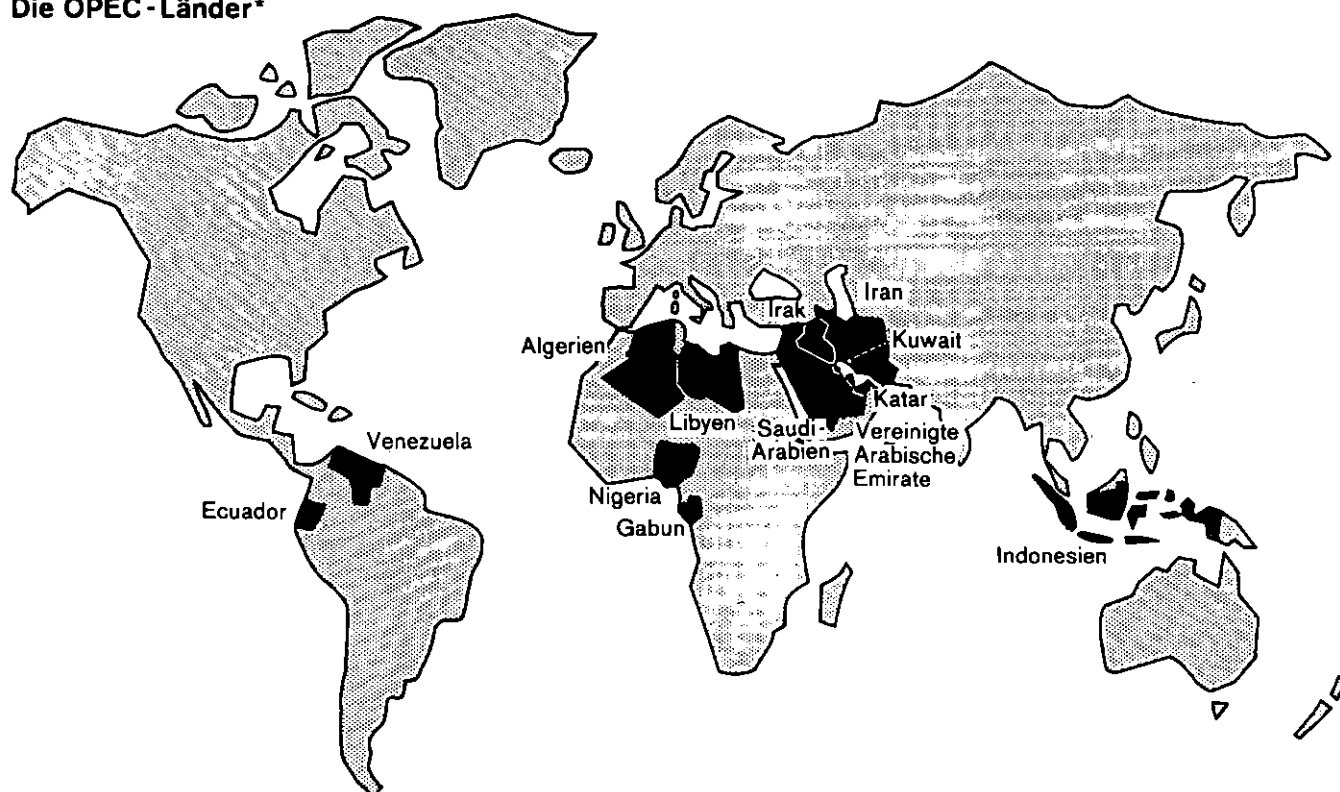 Die OPEC-Länder*
Iran
Irak
Kuwait
Algerien
Katar
Libyen
Saudi-
Arabien
Vereinigte
Arabische
Emirate
Venezuela
Nigeria
Ecuador
Gabun
Indonesien